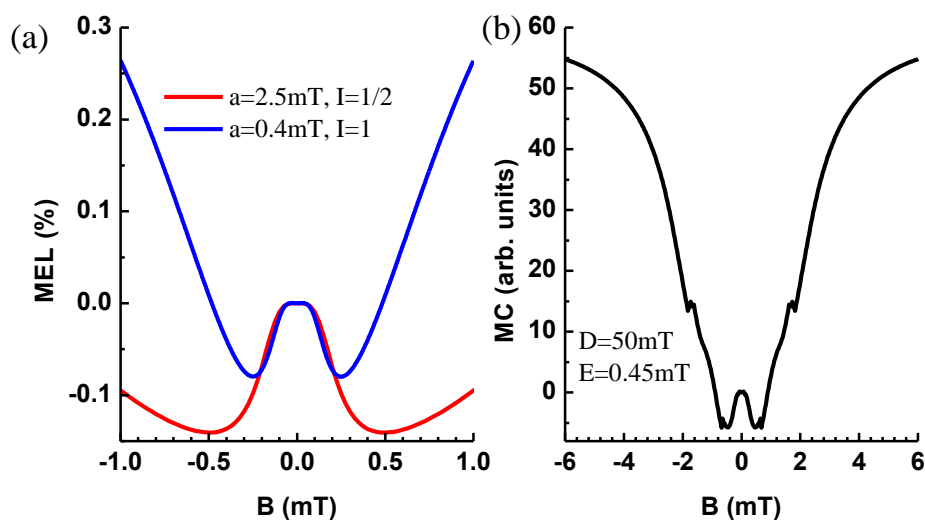 (a)
0.3
0.2
0.1
0.0
-0.1
MEL (%)
a=2.5mT, I=1/2
a=0.4mT, I=1
-1.0 -0.5 0.0 0.5 1.0
B (mT)
(b)
60
50
40
30
20
10
0
MC (arb. units)
D=50mT
E=0.45mT
-6 -4 -2 0 2 4 6
B (mT)